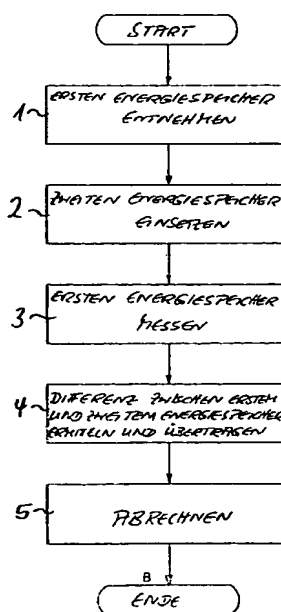 START
1 ERSTEN ENERGIESPEICHER
ENTNEHMEN
2 ZWEITEN ENERGIESPEICHER
EINSETZEN
3 ERSTEN ENERGIESPEICHER
MESSEN
4 DIFFERENZ ZWISCHEN ERSTEM
UND ZWEITEM ENERGIESPEICHER
ERMITELN UND ÜBERTRAGEN
5 ABRECHNEN
B
ENDE